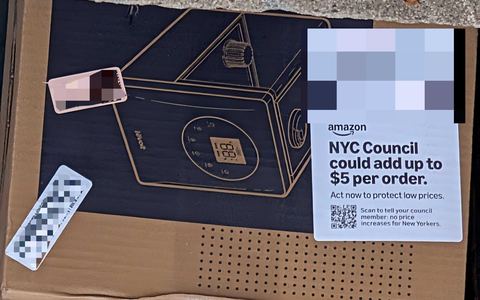 amazon
NYC Council
could add up to
$5 per order.
Act now to protect low prices.
Scan to tell your council
member: no price
increases for New Yorkers.